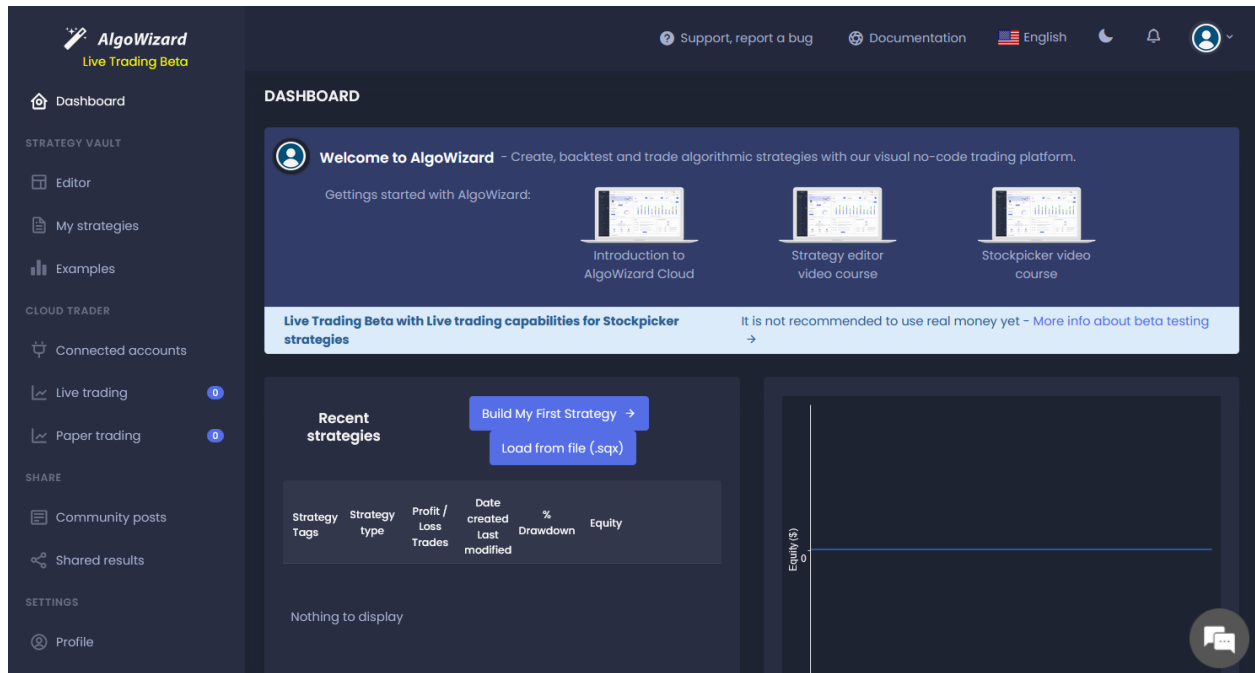 AlgoWizard
Live Trading Beta
Support, report a bug
Documentation
English
Dashboard
STRATEGY VAULT
Editor
My strategies
Examples
CLOUD TRADER
Connected accounts
Live trading
0
Paper trading
0
SHARE
Community posts
Shared results
SETTINGS
Profile
DASHBOARD
Welcome to AlgoWizard - Create, backtest and trade algorithmic strategies with our visual no-code trading platform.
Gettings started with AlgoWizard:
Introduction to
AlgoWizard Cloud
Strategy editor
video course
Stockpicker video
course
Live Trading Beta with Live trading capabilities for Stockpicker
strategies
It is not recommended to use real money yet - More info about beta testing
→
Recent
strategies
Build My First Strategy →
Load from file (.sqx)
Strategy
Tags
Strategy
type
Profit /
Loss
Trades
Date
created
Last
modified
%
Drawdown
Equity
Nothing to display
Equity ($)
0